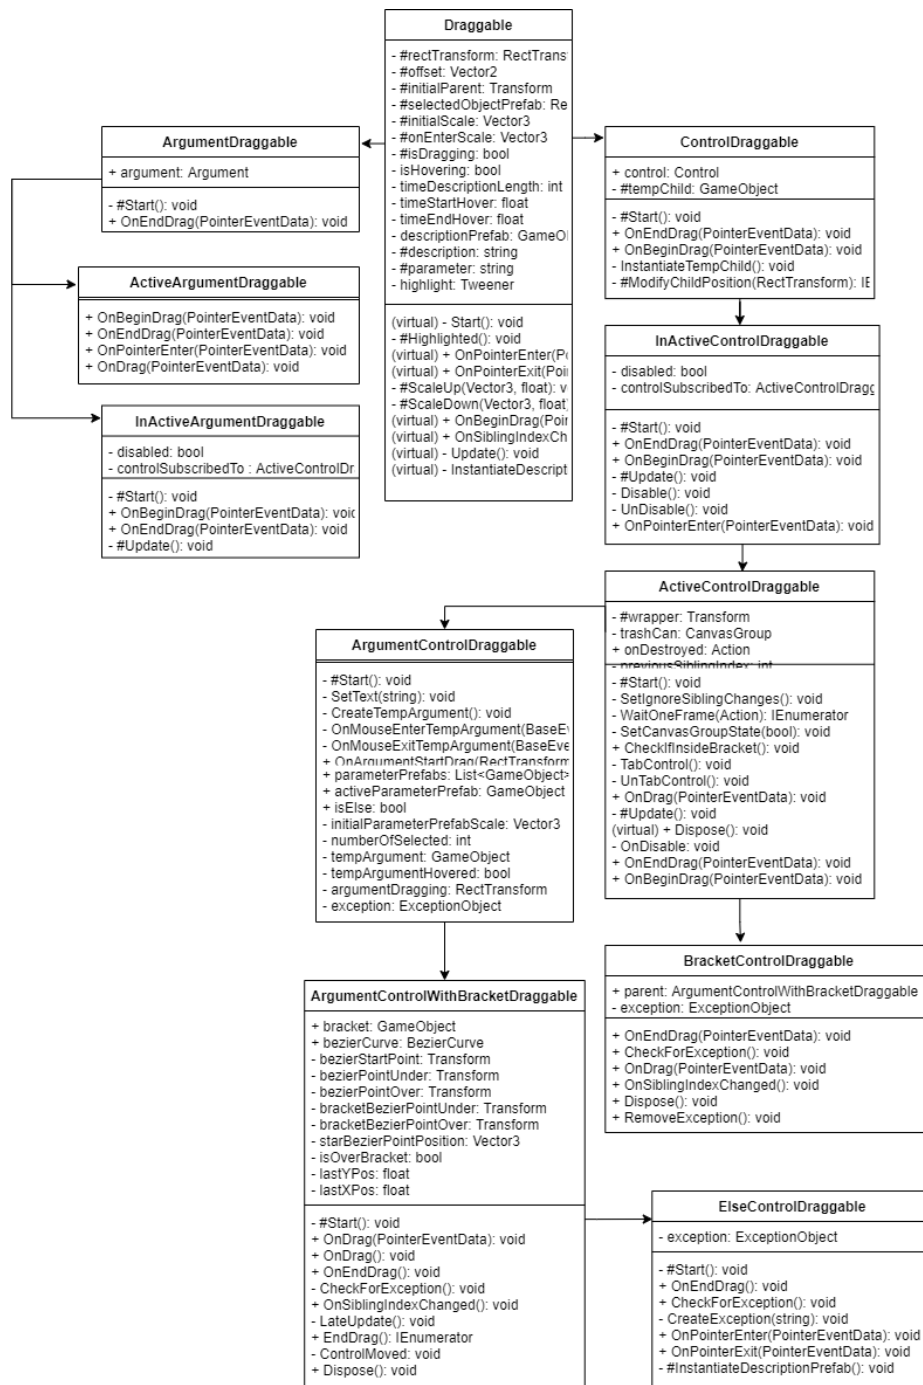 Draggable
- #rectTransform: RectTrans
- #offset: Vector2
- #initialParent: Transform
- #selectedObjectPrefab: Re
- #initialScale: Vector3
- #onEnterScale: Vector3
- #isDragging: bool
- isHovering: bool
- timeDescriptionLength: int
- timeStartHover: float
- timeEndHover: float
- descriptionPrefab: GameO
- #description: string
- #parameter: string
- highlight: Tweener
(virtual) - Start(): void
- #Highlighted(): void
(virtual) + OnPointerEnter(P
(virtual) + OnPointerExit(Poi
- #ScaleUp(Vector3, float): v
- #ScaleDown(Vector3, float)
(virtual) + OnBeginDrag(Poi
(virtual) + OnSiblingIndexCh
(virtual) - Update(): void
(virtual) - InstantiateDescript
ArgumentDraggable
+ argument: Argument
- #Start(): void
+ OnEndDrag(PointerEventData): void
ActiveArgumentDraggable
+ OnBeginDrag(PointerEventData): void
+ OnEndDrag(PointerEventData): void
+ OnPointerEnter(PointerEventData): void
+ OnDrag(PointerEventData): void
InActiveArgumentDraggable
- disabled: bool
- controlSubscribedTo : ActiveControlDr
- #Start(): void
+ OnBeginDrag(PointerEventData): void
+ OnEndDrag(PointerEventData): void
- #Update(): void
ControlDraggable
+ control: Control
- #tempChild: GameObject
- #Start(): void
+ OnEndDrag(PointerEventData): void
+ OnBeginDrag(PointerEventData): void
- InstantiateTempChild(): void
- #ModifyChildPosition(RectTransform): IE
InActiveControlDraggable
- disabled: bool
- controlSubscribedTo: ActiveControlDragg
- #Start(): void
+ OnEndDrag(PointerEventData): void
+ OnBeginDrag(PointerEventData): void
- #Update(): void
- Disable(): void
- UnDisable(): void
+ OnPointerEnter(PointerEventData): void
ActiveControlDraggable
- #wrapper: Transform
- trashCan: CanvasGroup
+ onDestroyed: Action
- previousSiblingIndex: int
- #Start(): void
- SetIgnoreSiblingChanges(): void
- WaitOneFrame(Action): IEnumerator
- SetCanvasGroupState(bool): void
+ CheckIfInsideBracket(): void
- TabControl(): void
- UnTabControl(): void
+ OnDrag(PointerEventData): void
- #Update(): void
(virtual) + Dispose(): void
- OnDisable: void
+ OnEndDrag(PointerEventData): void
+ OnBeginDrag(PointerEventData): void
ArgumentControlDraggable
- #Start(): void
- SetText(string): void
- CreateTempArgument(): void
- OnMouseEnterTempArgument(BaseEv
- OnMouseExitTempArgument(BaseEve
+ OnArgumentStartDrag(RectTransform
+ parameterPrefabs: List<GameObject>
+ activeParameterPrefab: GameObject
+ isElse: bool
- initialParameterPrefabScale: Vector3
- numberOfSelected: int
- tempArgument: GameObject
- tempArgumentHovered: bool
- argumentDragging: RectTransform
- exception: ExceptionObject
BracketControlDraggable
+ parent: ArgumentControlWithBracketDraggable
- exception: ExceptionObject
+ OnEndDrag(PointerEventData): void
+ CheckForException(): void
+ OnDrag(PointerEventData): void
+ OnSiblingIndexChanged(): void
+ Dispose(): void
+ RemoveException(): void
ArgumentControlWithBracketDraggable
+ bracket: GameObject
+ bezierCurve: BezierCurve
- bezierStartPoint: Transform
- bezierPointUnder: Transform
- bezierPointOver: Transform
- bracketBezierPointUnder: Transform
- bracketBezierPointOver: Transform
- starBezierPointPosition: Vector3
- isOverBracket: bool
- lastYPos: float
- lastXPos: float
- #Start(): void
+ OnDrag(PointerEventData): void
+ OnDrag(): void
+ OnEndDrag(): void
- CheckForException(): void
+ OnSiblingIndexChanged(): void
- LateUpdate(): void
+ EndDrag(): IEnumerator
- ControlMoved: void
+ Dispose(): void
ElseControlDraggable
- exception: ExceptionObject
- #Start(): void
+ OnEndDrag(): void
+ CheckForException(): void
- CreateException(string): void
+ OnPointerEnter(PointerEventData): void
+ OnPointerExit(PointerEventData): void
- #InstantiateDescriptionPrefab(): void